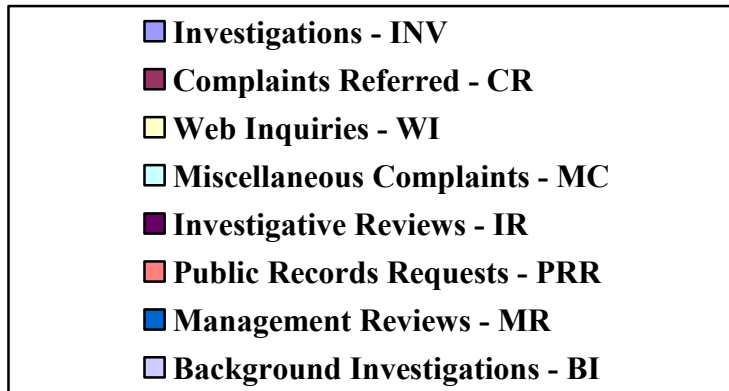 Investigations - INV
Complaints Referred - CR
Web Inquiries - WI
Miscellaneous Complaints - MC
Investigative Reviews - IR
Public Records Requests - PRR
Management Reviews - MR
Background Investigations - BI